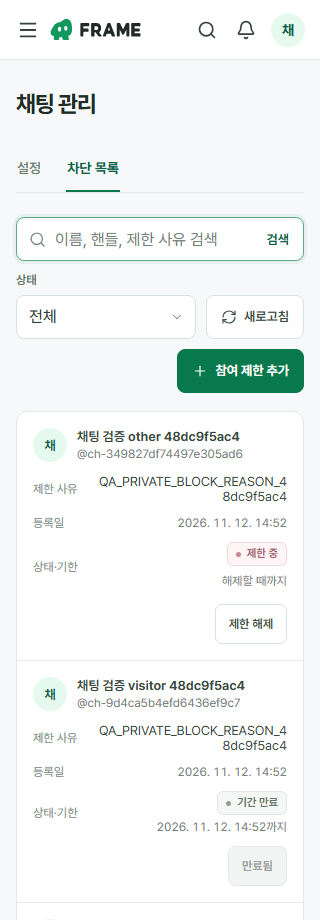 FRAME
채
채팅 관리
설정
차단 목록
이름, 핸들, 제한 사유 검색
검색
상태
전체
새로고침
참여 제한 추가
채
채팅 검증 other 48dc9f5ac4
@ch-349827df74497e305ad6
제한 사유
QA_PRIVATE_BLOCK_REASON_4
8dc9f5ac4
등록일
2026. 11. 12. 14:52
상태·기한
제한 중
해제할 때까지
제한 해제
채
채팅 검증 visitor 48dc9f5ac4
@ch-9d4ca5b4efd6436ef9c7
제한 사유
QA_PRIVATE_BLOCK_REASON_4
8dc9f5ac4
등록일
2026. 11. 12. 14:52
상태·기한
기간 만료
2026. 11. 12. 14:52까지
만료됨